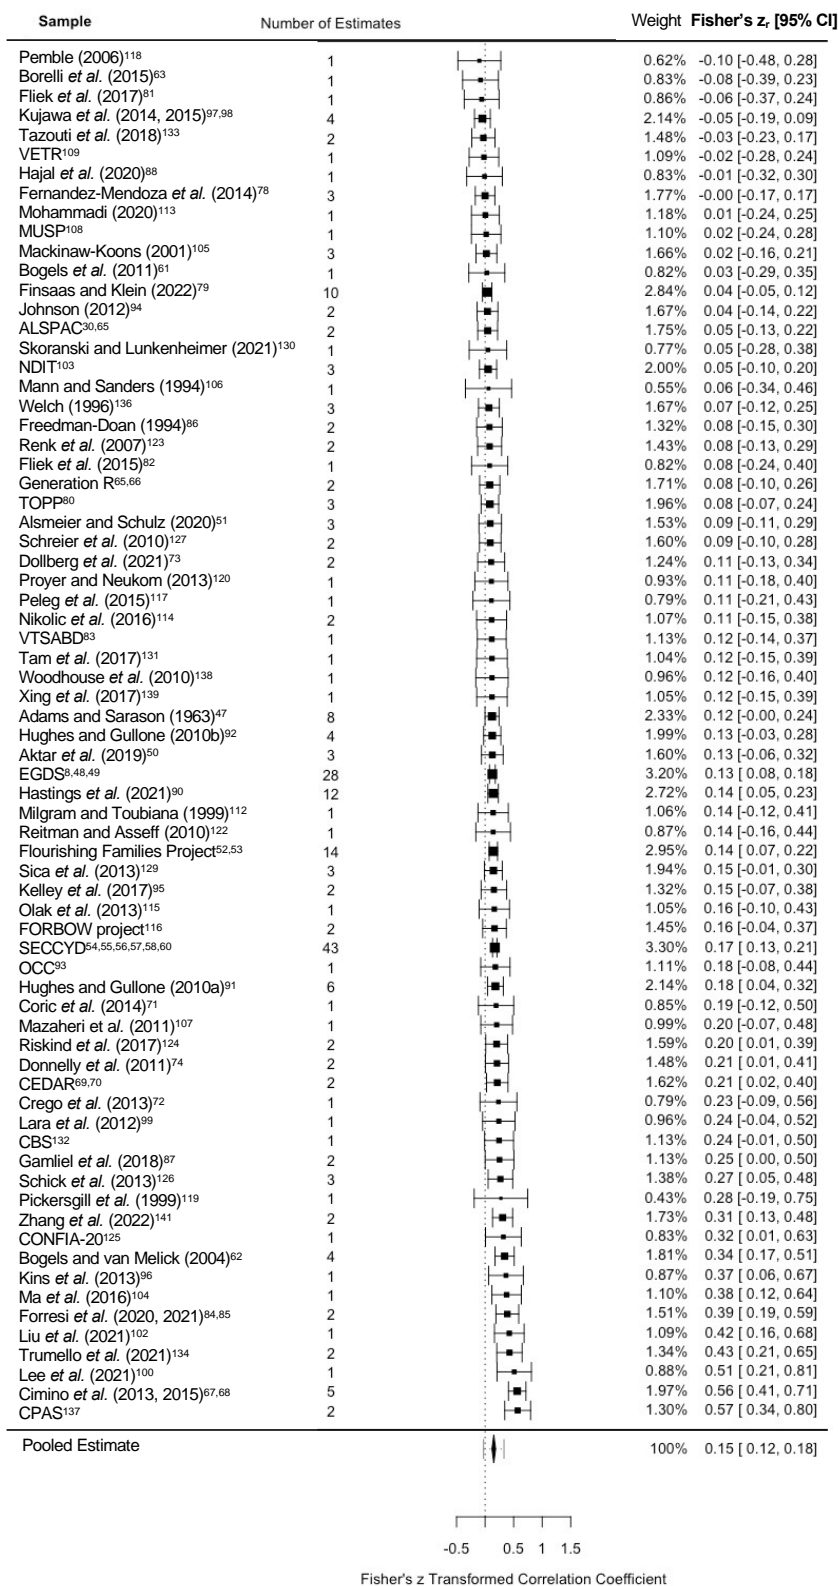 Sample Number of Estimates Weight Fisher's zr [95% CI]
Pemble (2006)118 1 0.62% -0.10 [-0.48, 0.28]
Borelli et al. (2015)63 1 0.83% -0.08 [-0.39, 0.23]
Fliek et al. (2017)81 1 0.86% -0.06 [-0.37, 0.24]
Kujawa et al. (2014, 2015)97,98 4 2.14% -0.05 [-0.19, 0.09]
Tazouti et al. (2018)133 2 1.48% -0.03 [-0.23, 0.17]
VETR109 1 1.09% -0.02 [-0.28, 0.24]
Hajal et al. (2020)88 1 0.83% -0.01 [-0.32, 0.30]
Fernandez-Mendoza et al. (2014)78 3 1.77% -0.00 [-0.17, 0.17]
Mohammadi (2020)113 1 1.18% 0.01 [-0.24, 0.25]
MUSP108 1 1.10% 0.02 [-0.24, 0.28]
Mackinaw-Koons (2001)105 3 1.66% 0.02 [-0.16, 0.21]
Bogels et al. (2011)61 1 0.82% 0.03 [-0.29, 0.35]
Finsaas and Klein (2022)79 10 2.84% 0.04 [-0.05, 0.12]
Johnson (2012)94 2 1.67% 0.04 [-0.14, 0.22]
ALSPAC30,65 2 1.75% 0.05 [-0.13, 0.22]
Skoranski and Lunkenheimer (2021)130 1 0.77% 0.05 [-0.28, 0.38]
NDIT103 3 2.00% 0.05 [-0.10, 0.20]
Mann and Sanders (1994)106 1 0.55% 0.06 [-0.34, 0.46]
Welch (1996)136 3 1.67% 0.07 [-0.12, 0.25]
Freedman-Doan (1994)86 2 1.32% 0.08 [-0.15, 0.30]
Renk et al. (2007)123 2 1.43% 0.08 [-0.13, 0.29]
Fliek et al. (2015)82 1 0.82% 0.08 [-0.24, 0.40]
Generation R65,66 2 1.71% 0.08 [-0.10, 0.26]
TOPP80 3 1.96% 0.08 [-0.07, 0.24]
Alsmeier and Schulz (2020)51 3 1.53% 0.09 [-0.11, 0.29]
Schreier et al. (2010)127 2 1.60% 0.09 [-0.10, 0.28]
Dollberg et al. (2021)73 2 1.24% 0.11 [-0.13, 0.34]
Proyer and Neukom (2013)120 1 0.93% 0.11 [-0.18, 0.40]
Peleg et al. (2015)117 1 0.79% 0.11 [-0.21, 0.43]
Nikolic et al. (2016)114 2 1.07% 0.11 [-0.15, 0.38]
VTSABD83 1 1.13% 0.12 [-0.14, 0.37]
Tam et al. (2017)131 1 1.04% 0.12 [-0.15, 0.39]
Woodhouse et al. (2010)138 1 0.96% 0.12 [-0.16, 0.40]
Xing et al. (2017)139 1 1.05% 0.12 [-0.15, 0.39]
Adams and Sarason (1963)47 8 2.33% 0.12 [-0.00, 0.24]
Hughes and Gullone (2010b)92 4 1.99% 0.13 [-0.03, 0.28]
Aktar et al. (2019)50 3 1.60% 0.13 [-0.06, 0.32]
EGDS8,48,49 28 3.20% 0.13 [ 0.08, 0.18]
Hastings et al. (2021)90 12 2.72% 0.14 [ 0.05, 0.23]
Milgram and Toubiana (1999)112 1 1.06% 0.14 [-0.12, 0.41]
Reitman and Asseff (2010)122 1 0.87% 0.14 [-0.16, 0.44]
Flourishing Families Project52,53 14 2.95% 0.14 [ 0.07, 0.22]
Sica et al. (2013)129 3 1.94% 0.15 [-0.01, 0.30]
Kelley et al. (2017)95 2 1.32% 0.15 [-0.07, 0.38]
Olak et al. (2013)115 1 1.05% 0.16 [-0.10, 0.43]
FORBOW project116 2 1.45% 0.16 [-0.04, 0.37]
SECCYD54,55,56,57,58,60 43 3.30% 0.17 [ 0.13, 0.21]
OCC93 1 1.11% 0.18 [-0.08, 0.44]
Hughes and Gullone (2010a)91 6 2.14% 0.18 [ 0.04, 0.32]
Coric et al. (2014)71 1 0.85% 0.19 [-0.12, 0.50]
Mazaheri et al. (2011)107 1 0.99% 0.20 [-0.07, 0.48]
Riskind et al. (2017)124 2 1.59% 0.20 [ 0.01, 0.39]
Donnelly et al. (2011)74 2 1.48% 0.21 [ 0.01, 0.41]
CEDAR69,70 2 1.62% 0.21 [ 0.02, 0.40]
Crego et al. (2013)72 1 0.79% 0.23 [-0.09, 0.56]
Lara et al. (2012)99 1 0.96% 0.24 [-0.04, 0.52]
CBS132 1 1.13% 0.24 [-0.01, 0.50]
Gamliel et al. (2018)87 2 1.13% 0.25 [ 0.00, 0.50]
Schick et al. (2013)126 3 1.38% 0.27 [ 0.05, 0.48]
Pickersgill et al. (1999)119 1 0.43% 0.28 [-0.19, 0.75]
Zhang et al. (2022)141 2 1.73% 0.31 [ 0.13, 0.48]
CONFIA-20125 1 0.83% 0.32 [ 0.01, 0.63]
Bogels and van Melick (2004)62 4 1.81% 0.34 [ 0.17, 0.51]
Kins et al. (2013)96 1 0.87% 0.37 [ 0.06, 0.67]
Ma et al. (2016)104 1 1.10% 0.38 [ 0.12, 0.64]
Forresi et al. (2020, 2021)84,85 2 1.51% 0.39 [ 0.19, 0.59]
Liu et al. (2021)102 1 1.09% 0.42 [ 0.16, 0.68]
Trumello et al. (2021)134 2 1.34% 0.43 [ 0.21, 0.65]
Lee et al. (2021)100 1 0.88% 0.51 [ 0.21, 0.81]
Cimino et al. (2013, 2015)67,68 5 1.97% 0.56 [ 0.41, 0.71]
CPAS137 2 1.30% 0.57 [ 0.34, 0.80]
Pooled Estimate 100% 0.15 [ 0.12, 0.18]
-0.5 0.5 1 1.5
Fisher's z Transformed Correlation Coefficient